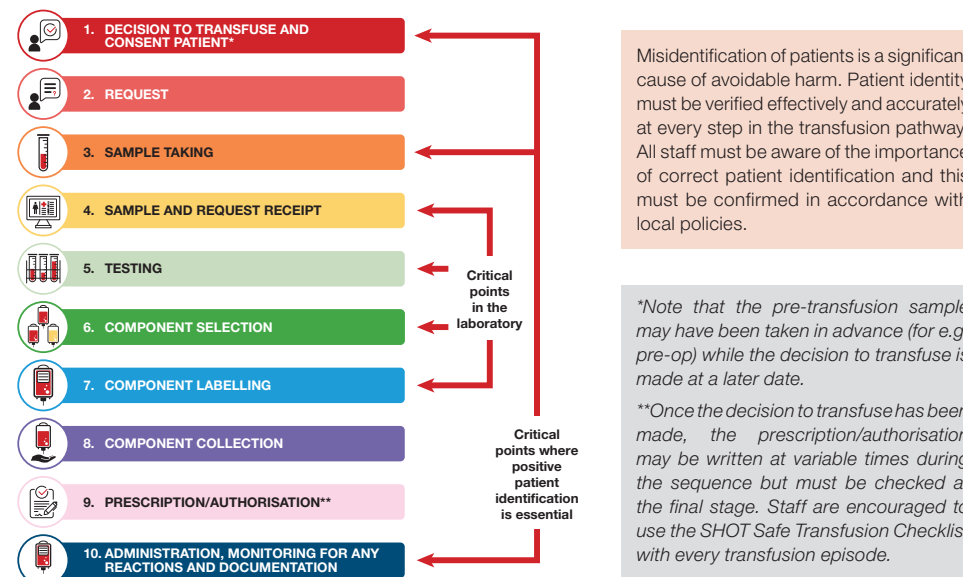 1. DECISION TO TRANSFUSE AND
CONSENT PATIENT*
2. REQUEST
3. SAMPLE TAKING
4. SAMPLE AND REQUEST RECEIPT
5. TESTING
6. COMPONENT SELECTION
7. COMPONENT LABELLING
8. COMPONENT COLLECTION
9. PRESCRIPTION/AUTHORISATION**
10. ADMINISTRATION, MONITORING FOR ANY
REACTIONS AND DOCUMENTATION
Critical
points
in the
laboratory
Critical
points where
positive
patient
identification
is essential
Misidentification of patients is a significan
cause of avoidable harm. Patient identity
must be verified effectively and accurately
at every step in the transfusion pathway
All staff must be aware of the importance
of correct patient identification and this
must be confirmed in accordance with
local policies.
*Note that the pre-transfusion sample
may have been taken in advance (for e.g
pre-op) while the decision to transfuse is
made at a later date.
**Once the decision to transfuse has been
made, the prescription/authorisation
may be written at variable times during
the sequence but must be checked a
the final stage. Staff are encouraged to
use the SHOT Safe Transfusion Checklis
with every transfusion episode.